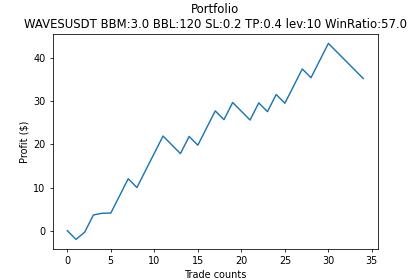 Portfolio
WAVESUSDT BBM:3.0 BBL:120 SL:0.2 TP:0.4 lev:10 WinRatio:57.0
40
30
20
10
0
Profit ($)
0 5 10 15 20 25 30 35
Trade counts